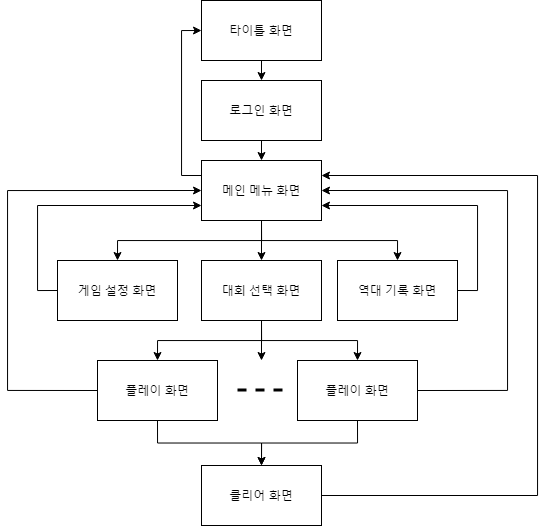 타이틀 화면
로그인 화면
메인 메뉴 화면
게임 설정 화면
대회 선택 화면
역대 기록 화면
플레이 화면
플레이 화면
클리어 화면